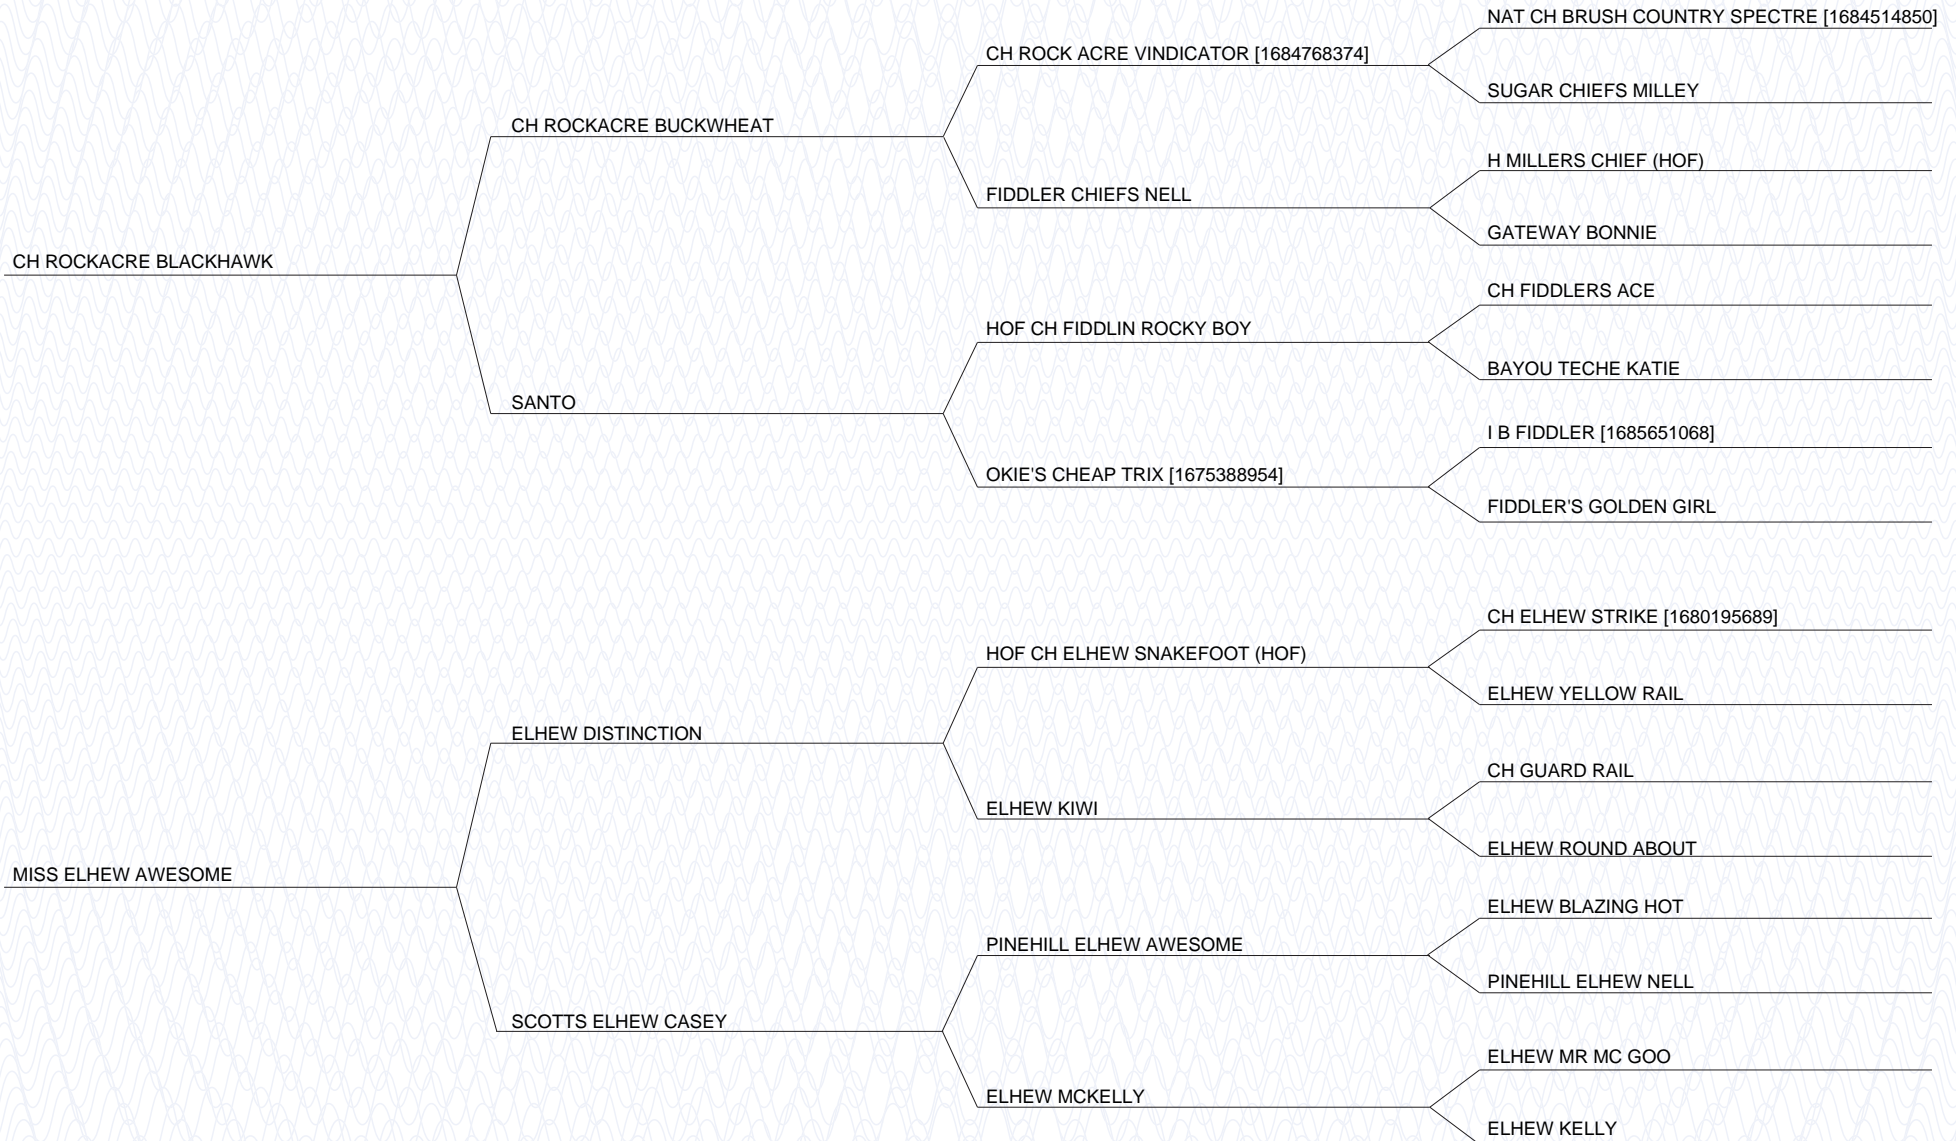 NAT CH BRUSH COUNTRY SPECTRE [1684514850]
CH ROCK ACRE VINDICATOR [1684768374]
SUGAR CHIEFS MILLEY
CH ROCKACRE BUCKWHEAT
H MILLERS CHIEF (HOF)
FIDDLER CHIEFS NELL
GATEWAY BONNIE
CH ROCKACRE BLACKHAWK
CH FIDDLERS ACE
HOF CH FIDDLIN ROCKY BOY
BAYOU TECHE KATIE
SANTO
I B FIDDLER [1685651068]
OKIE'S CHEAP TRIX [1675388954]
FIDDLER'S GOLDEN GIRL
CH ELHEW STRIKE [1680195689]
HOF CH ELHEW SNAKEFOOT (HOF)
ELHEW YELLOW RAIL
ELHEW DISTINCTION
CH GUARD RAIL
ELHEW KIWI
ELHEW ROUND ABOUT
MISS ELHEW AWESOME
ELHEW BLAZING HOT
PINEHILL ELHEW AWESOME
PINEHILL ELHEW NELL
SCOTTS ELHEW CASEY
ELHEW MR MC GOO
ELHEW MCKELLY
ELHEW KELLY